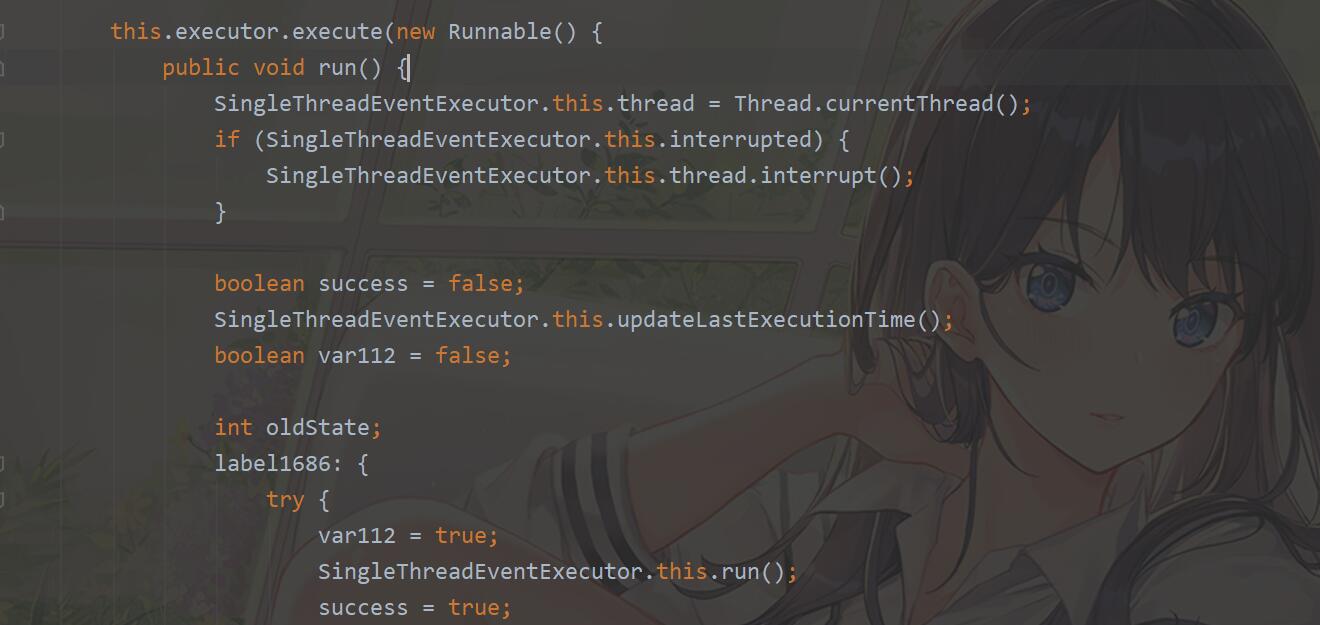 this.executor.execute(new Runnable() {
public void run() {
SingleThreadEventExecutor.this.thread = Thread.currentThread();
if (SingleThreadEventExecutor.this.interrupted) {
SingleThreadEventExecutor.this.thread.interrupt();
}
boolean success = false;
SingleThreadEventExecutor.this.updateLastExecutionTime();
boolean var112 = false;
int oldState;
label1686: {
try {
var112 = true;
SingleThreadEventExecutor.this.run();
success = true;